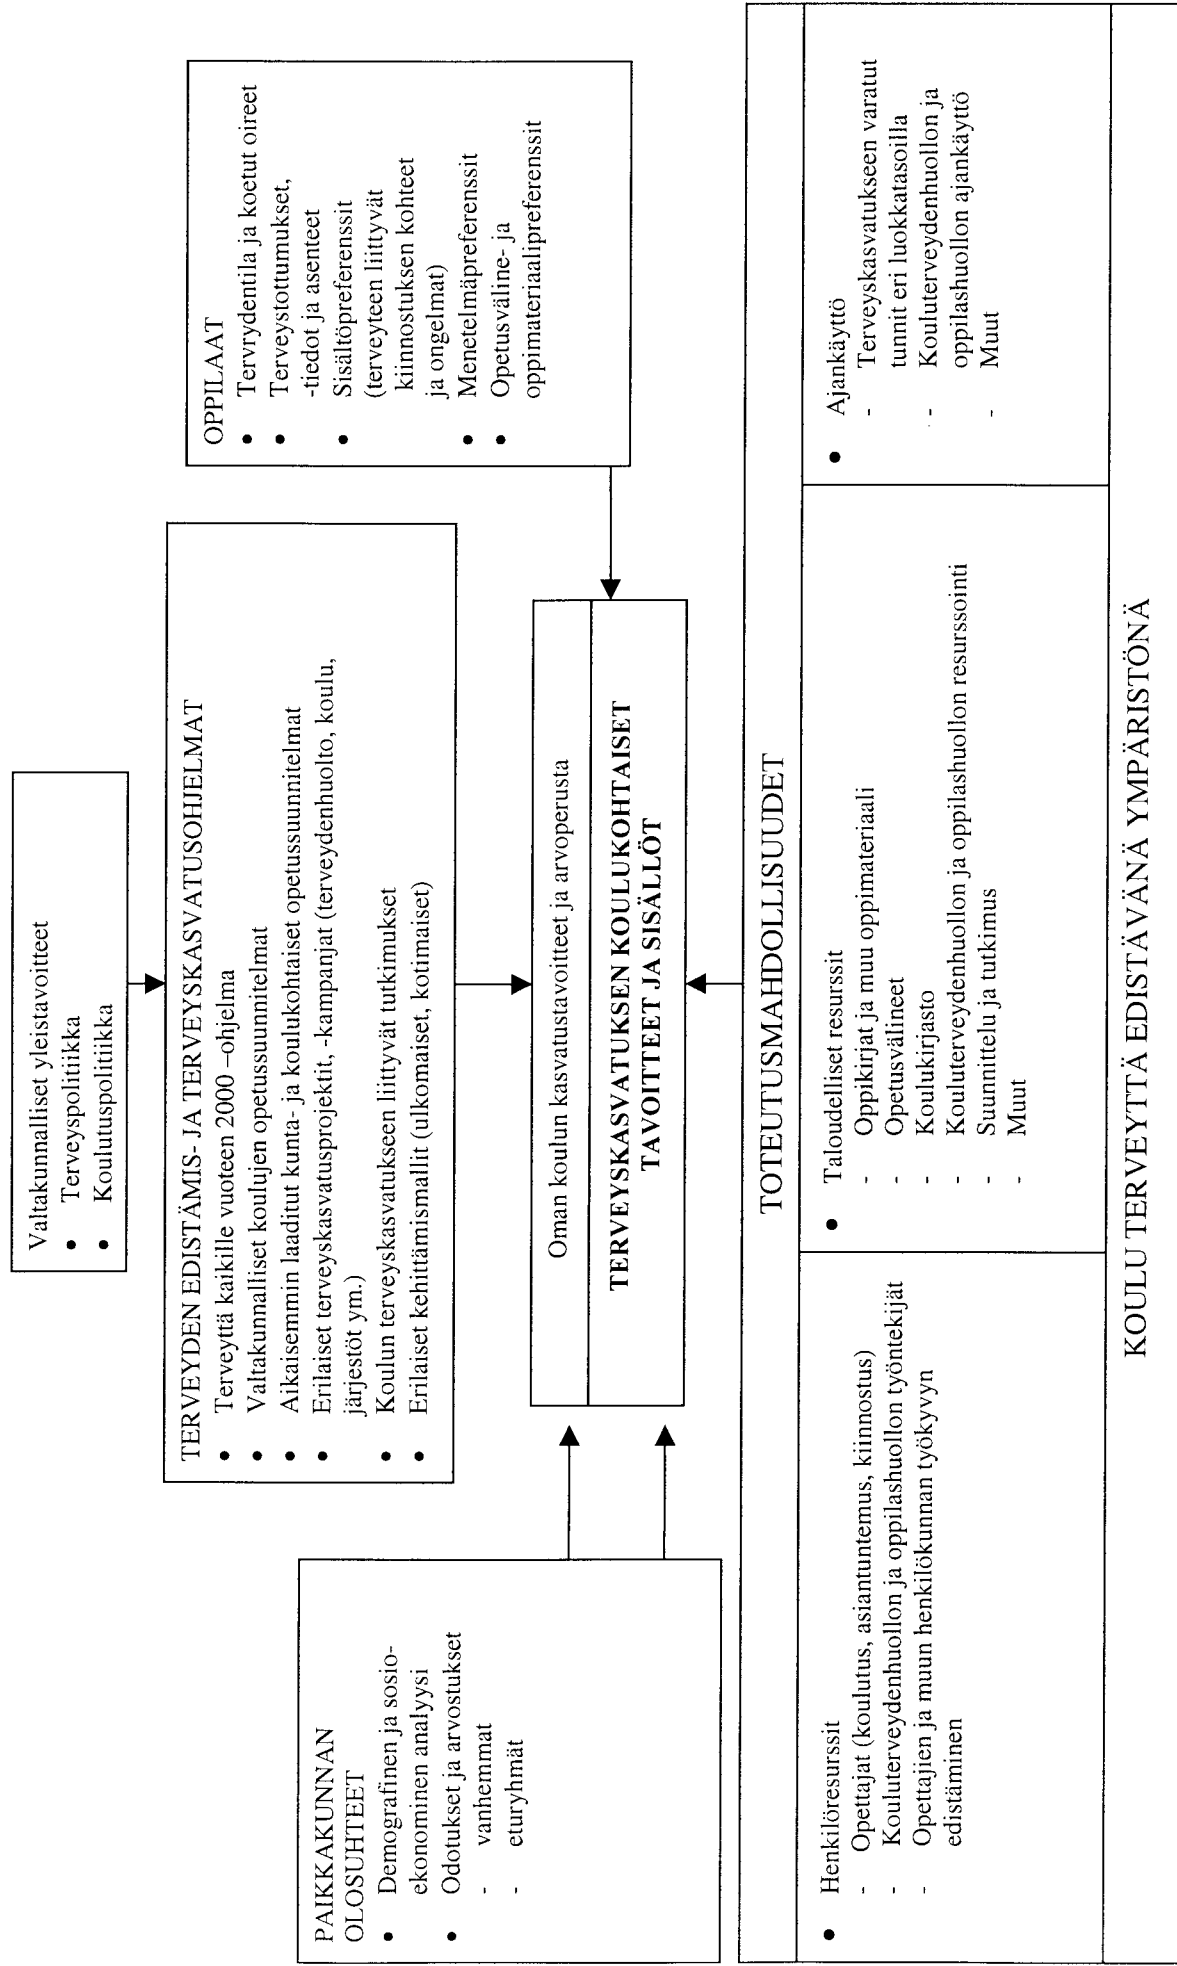 Valtakunnalliset yleistavoitteet
• Terveyspolitiikka
• Koulutuspolitiikka
TERVEYDEN EDISTÄMIS- JA TERVEYSKASVATUSOHJELMAT
• Terveyttä kaikille vuoteen 2000 –ohjelma
• Valtakunnalliset koulujen opetussuunnitelmat
• Aikaisemmin laaditut kunta- ja koulukohtaiset opetussuunnitelmat
• Erilaiset terveyskasvatusprojektit, -kampanjat (terveydenhuolto, koulu,
järjestöt ym.)
• Koulun terveyskasvatukseen liittyvät tutkimukset
• Erilaiset kehittämismallit (ulkomaiset, kotimaiset)
PAIKKAKUNNAN
OLOSUHTEET
• Demografinen ja sosio-
ekonominen analyysi
• Odotukset ja arvostukset
- vanhemmat
- eturyhmät
Oman koulun kasvatustavoitteet ja arvoperusta
TERVEYSKASVATUKSEN KOULUKOHTAISET
TAVOITTEET JA SISÄLLÖT
OPPILAAT
• Tervrydentila ja koetut oireet
• Terveystottumukset,
-tiedot ja asenteet
• Sisältöpreferenssit
(terveyteen liittyvät
kiinnostuksen kohteet
ja ongelmat)
• Menetelmäpreferenssit
• Opetusväline- ja
oppimateriaalipreferenssit
TOTEUTUSMAHDOLLISUUDET
• Henkilöresurssit
- Opettajat (koulutus, asiantuntemus, kiinnostus)
- Kouluterveydenhuollon ja oppilashuollon työntekijät
- Opettajien ja muun henkilökunnan työkyvyn
edistäminen
• Taloudelliset resurssit
- Oppikirjat ja muu oppimateriaali
- Opetusvälineet
- Koulukirjasto
- Kouluterveydenhuollon ja oppilashuollon resurssointi
- Suunnittelu ja tutkimus
- Muut
• Ajankäyttö
- Terveyskasvatukseen varatut
tunnit eri luokkatasoilla
- Kouluterveydenhuollon ja
oppilashuollon ajankäyttö
- Muut
KOULU TERVEYTTÄ EDISTÄVÄNÄ YMPÄRISTÖNÄ